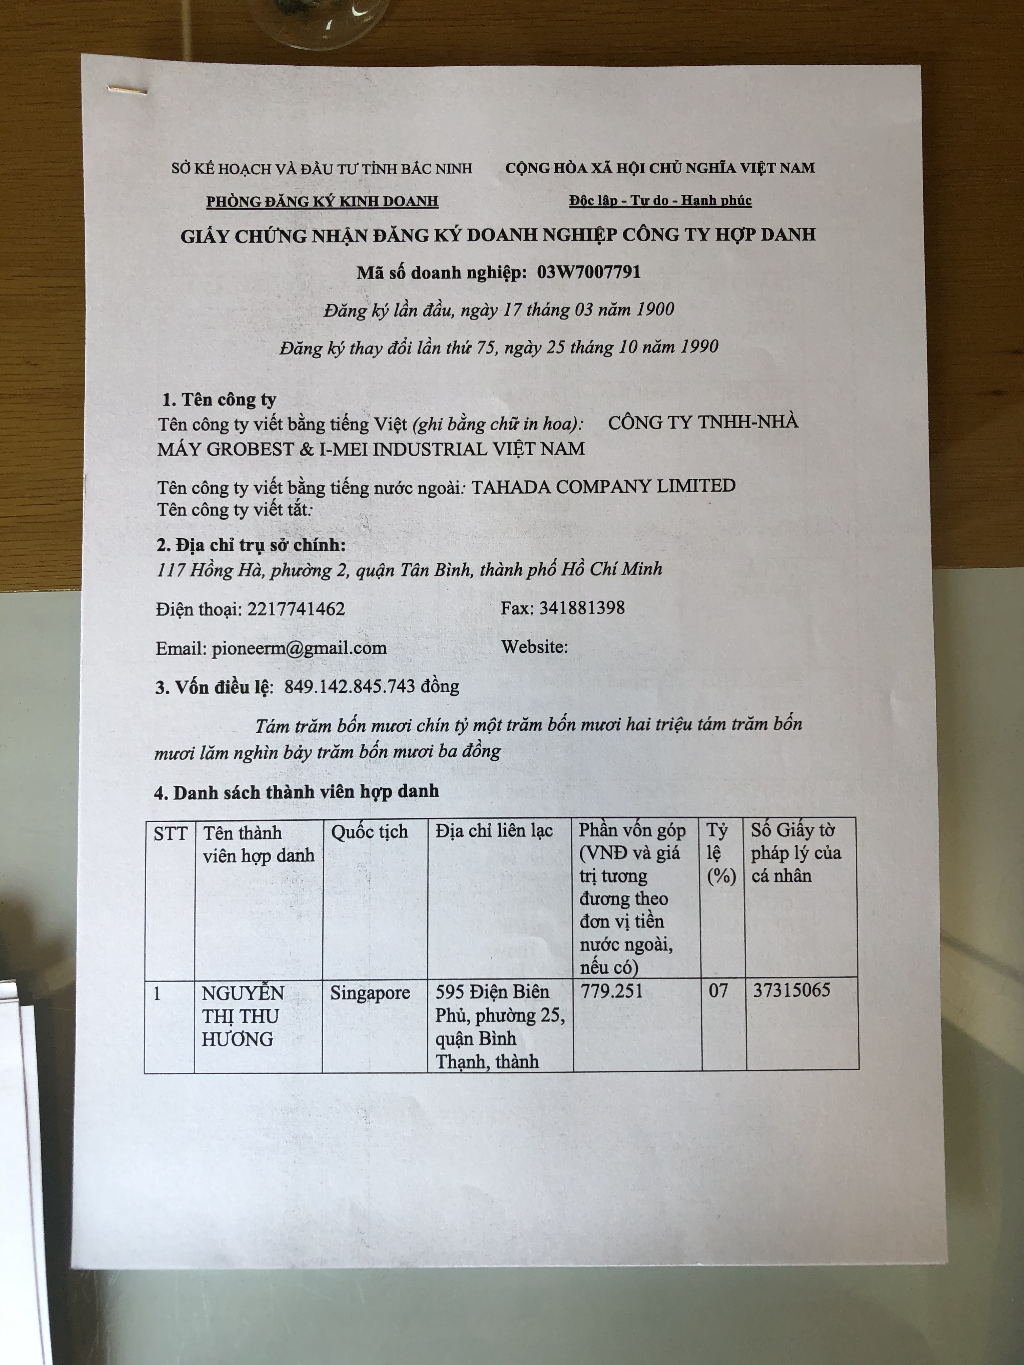 SỞ KẾ HOẠCH VÀ ĐẦU TƯ TỈNH BẮC NINH
CỘNG HÒA XÃ HỘI CHỦ NGHĨA VIỆT NAM
PHÒNG ĐĂNG KÝ KINH DOANH
Độc lập - Tự do - Hạnh phúc
GIẤY CHỨNG NHẬN ĐĂNG KÝ DOANH NGHIỆP CÔNG TY HỢP DANH
Mã số doanh nghiệp: 03W7007791
Đăng ký lần đầu, ngày 17 tháng 03 năm 1900
Đăng ký thay đổi lần thứ 75, ngày 25 tháng 10 năm 1990
1. Tên công ty
Tên công ty viết bằng tiếng Việt (ghi bằng chữ in hoa): CÔNG TY TNHH-NHÀ
MÁY GROBEST & I-MEI INDUSTRIAL VIỆT NAM
Tên công ty viết bằng tiếng nước ngoài: TAHADA COMPANY LIMITED
Tên công ty viết tắt:
2. Địa chỉ trụ sở chính:
117 Hồng Hà, phường 2, quận Tân Bình, thành phố Hồ Chí Minh
Điện thoại: 2217741462
Fax: 341881398
Email: pioneerm@gmail.com
Website:
3. Vốn điều lệ: 849.142.845.743 đồng
Tám trăm bốn mươi chín tỷ một trăm bốn mươi hai triệu tám trăm bốn
mươi lăm nghìn bảy trăm bốn mươi ba đồng
4. Danh sách thành viên hợp danh
STT
Tên thành
viên hợp danh
Quốc tịch
Địa chỉ liên lạc
Phần vốn góp
(VNĐ và giá
trị tương
đương theo
đơn vị tiền
nước ngoài,
nếu có)
Tỷ
lệ
(%)
Số Giấy tờ
pháp lý của
cá nhân
1
NGUYỄN
THỊ THU
HƯƠNG
Singapore
595 Điện Biên
Phủ, phường 25,
quận Bình
Thạnh, thành
779.251
07
37315065